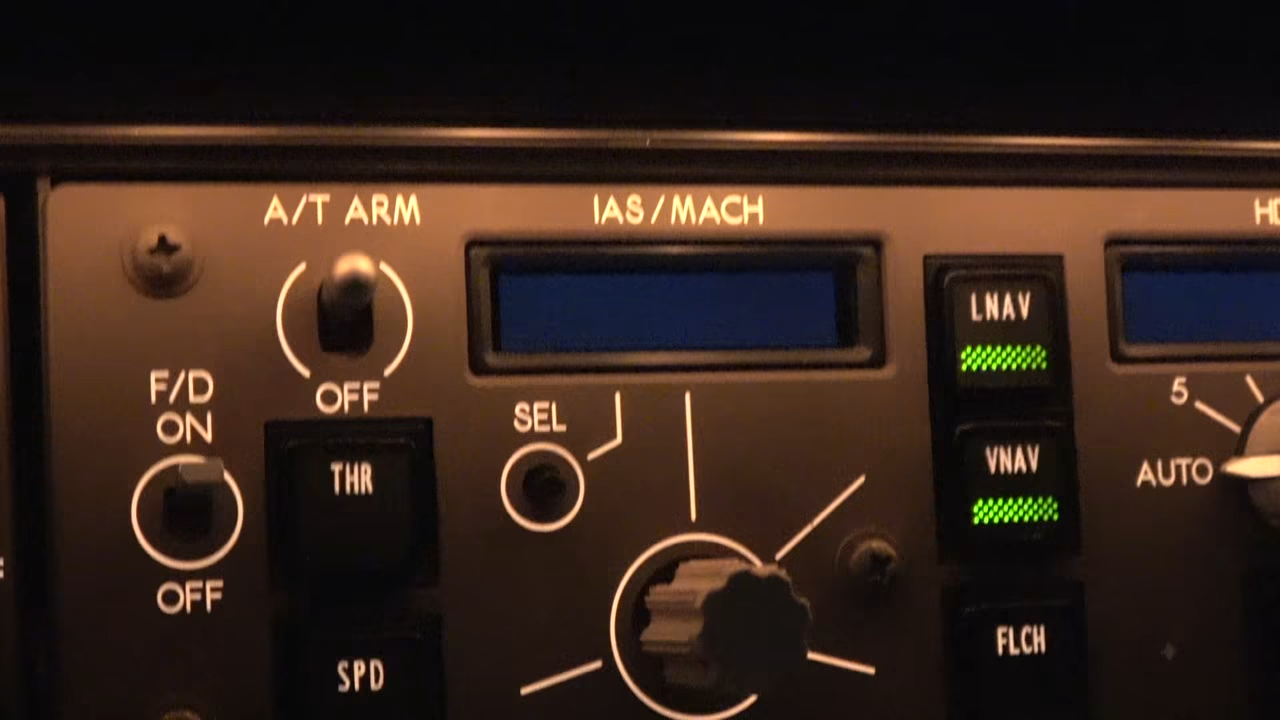 A/T ARM
IAS/MACH
LNAV
F/D
ON
OFF
SEL
5
THR
VNAV
AUTO
OFF
FLCH
SPD